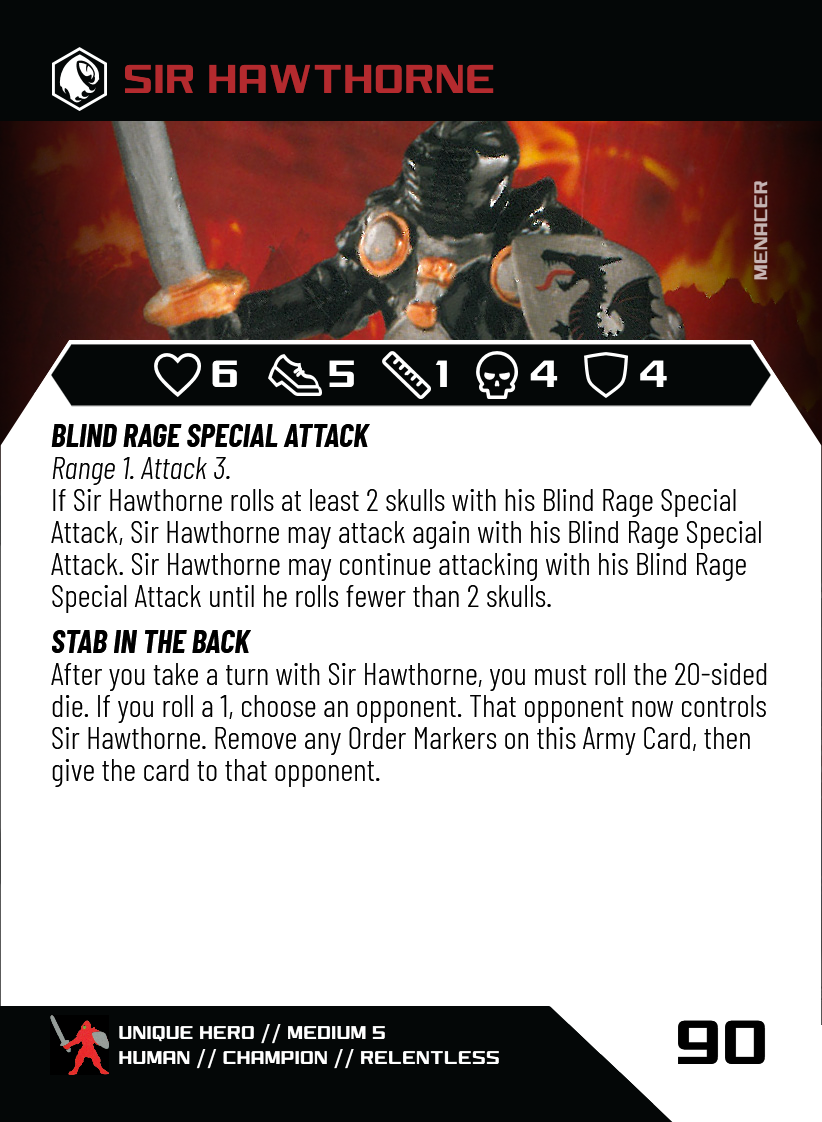 SIR HAWTHORNE
MENACER
6 5 1 4 4
BLIND RAGE SPECIAL ATTACK
Range 1. Attack 3.
If Sir Hawthorne rolls at least 2 skulls with his Blind Rage Special
Attack, Sir Hawthorne may attack again with his Blind Rage Special
Attack. Sir Hawthorne may continue attacking with his Blind Rage
Special Attack until he rolls fewer than 2 skulls.
STAB IN THE BACK
After you take a turn with Sir Hawthorne, you must roll the 20-sided
die. If you roll a 1, choose an opponent. That opponent now controls
Sir Hawthorne. Remove any Order Markers on this Army Card, then
give the card to that opponent.
UNIQUE HERO // MEDIUM 5
HUMAN // CHAMPION // RELENTLESS
90